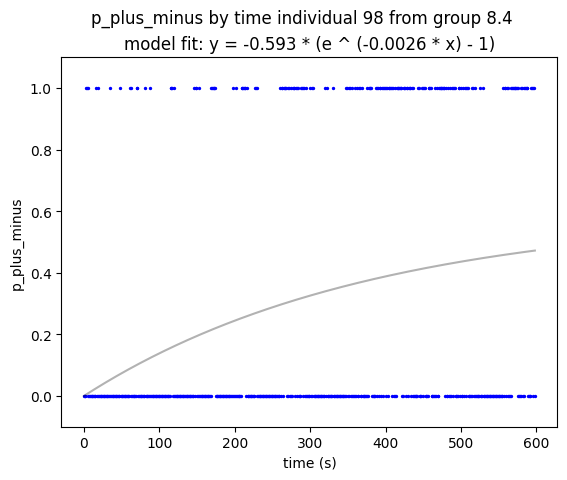 p_plus_minus by time individual 98 from group 8.4
model fit: y = -0.593 * (e ^ (-0.0026 * x) - 1)
1.0
0.8
0.6
0.4
0.2
0.0
p_plus_minus
0 100 200 300 400 500 600
time (s)